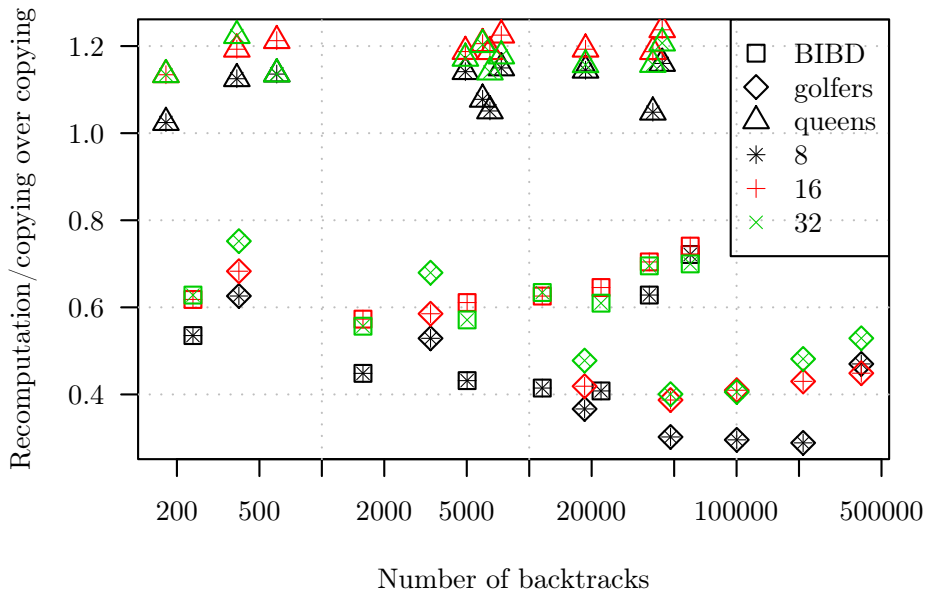 Recomputation/copying over copying
1.2
1.0
0.8
0.6
0.4
BIBD
golfers
queens
8
16
32
200 500 2000 5000 20000 100000 500000
Number of backtracks